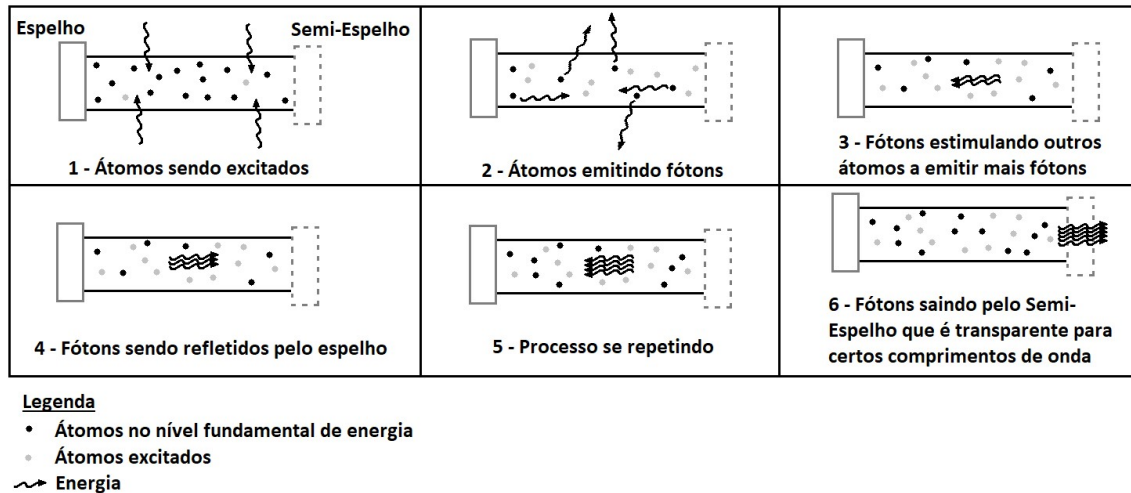 Espelho
Semi-Espelho
1 - Átomos sendo excitados
2 - Átomos emitindo fótons
3 - Fótons estimulando outros
átomos a emitir mais fótons
4 - Fótons sendo refletidos pelo espelho
5 - Processo se repetindo
6 - Fótons saindo pelo Semi-
Espelho que é transparente para
certos comprimentos de onda
Legenda
Átomos no nível fundamental de energia
Átomos excitados
Energia